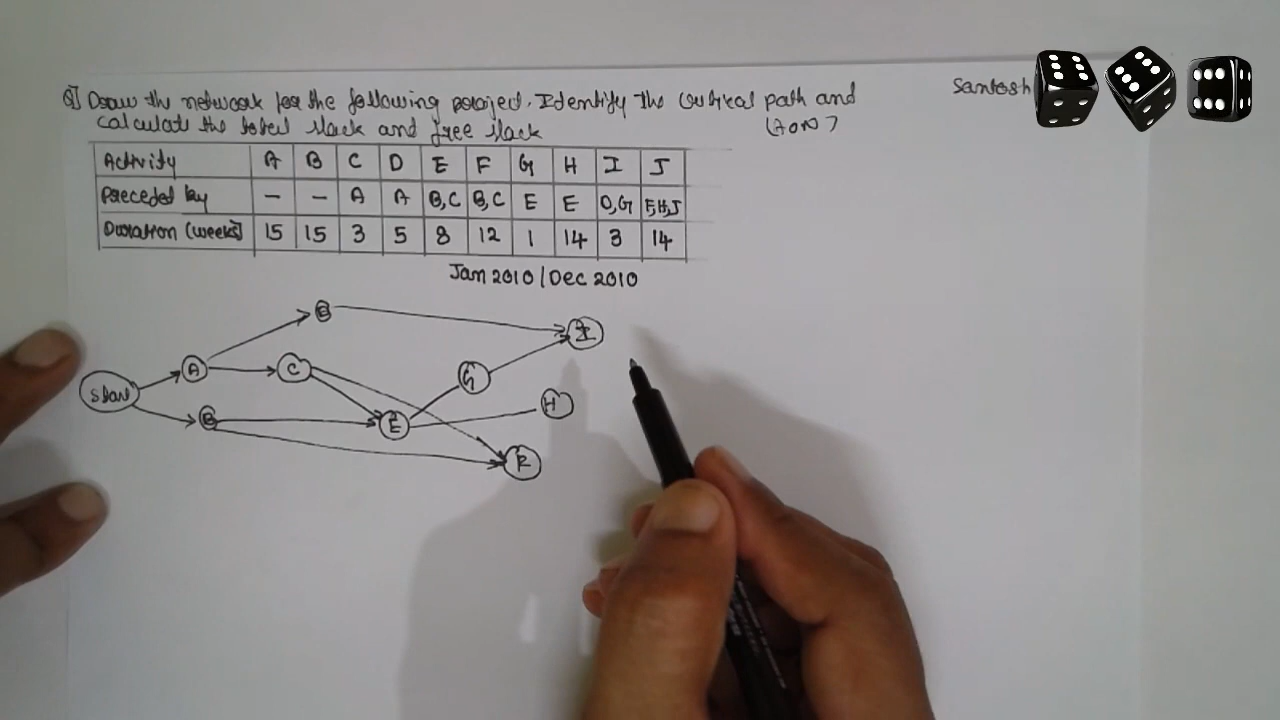 Q] Draw the network for the following project. Identify the critical path and
calculate the total slack and free slack (AON)
Santosh
Activity A B C D E F G H I J
Preceded by – – A A B,C B,C E E D,G F,H,I
Duration (weeks) 15 15 3 5 8 12 1 14 3 14
Jan 2010 / Dec 2010
I
A C
G
Start
H
B E
F